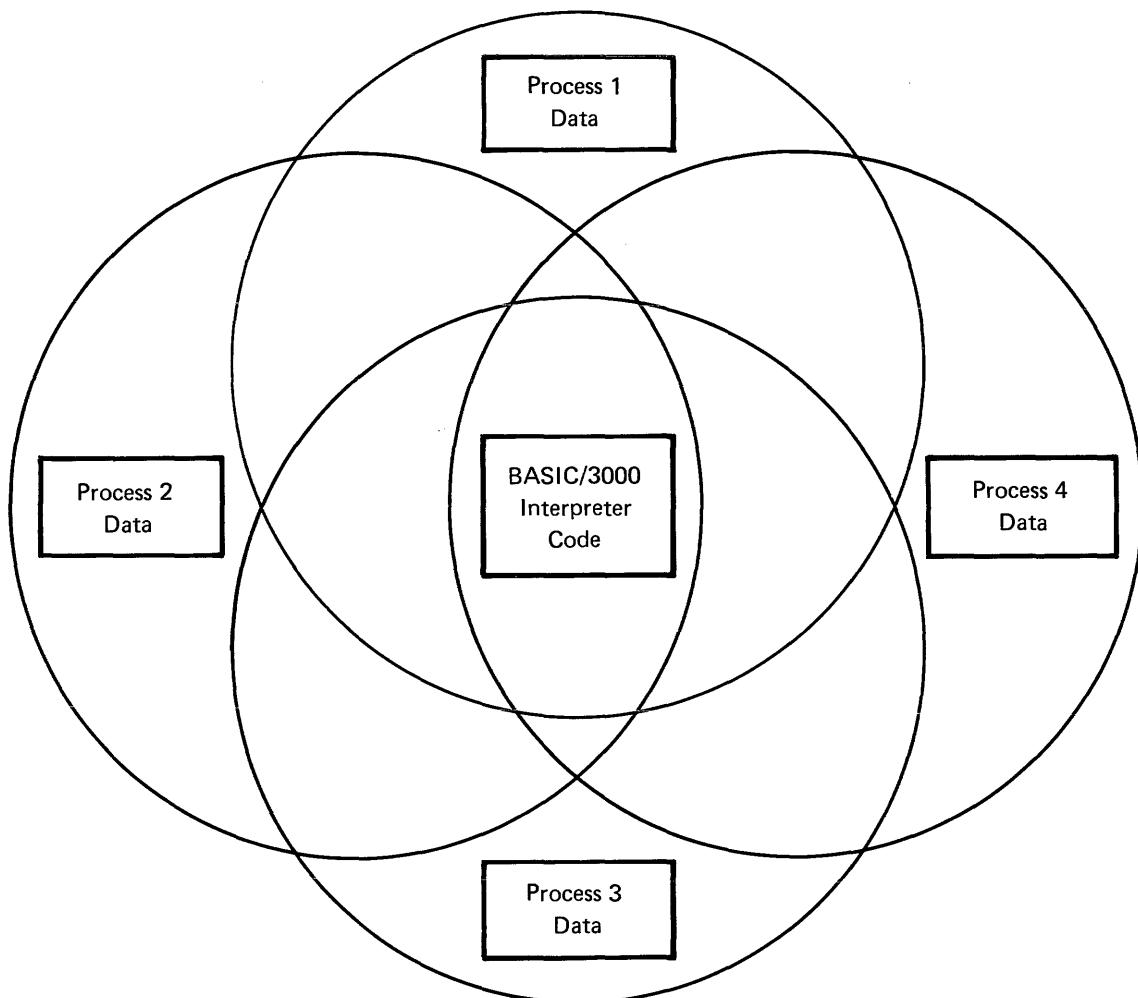 Process 1
Data
Process 2
Data
BASIC/3000
Interpreter
Code
Process 4
Data
Process 3
Data